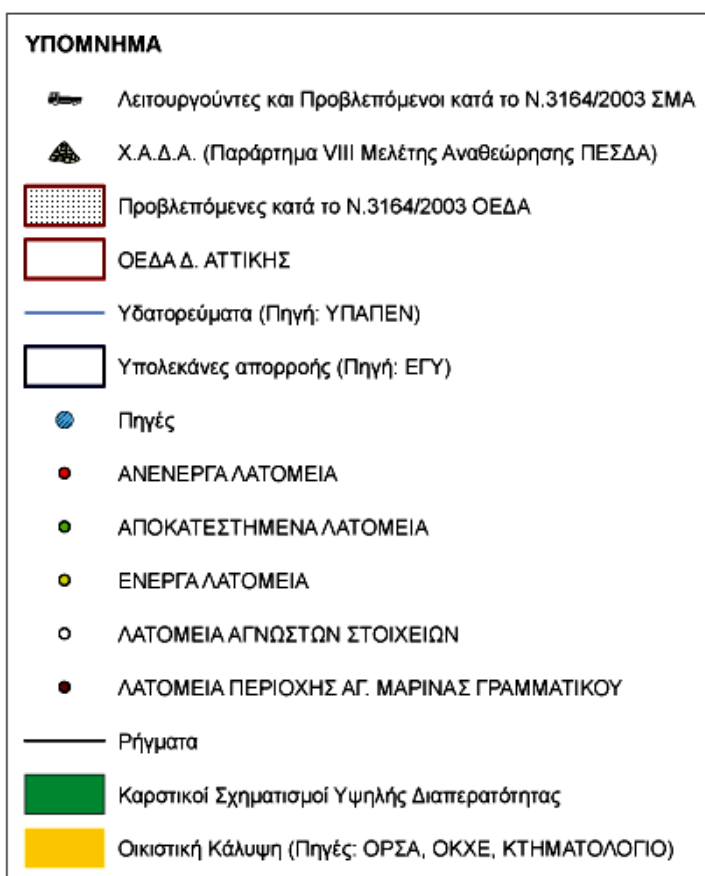 ΥΠΟΜΝΗΜΑ
Λειτουργούντες και Προβλεπόμενοι κατά το Ν.3164/2003 ΣΜΑ
Χ.Α.Δ.Α. (Παράρτημα VIII Μελέτης Αναθεώρησης ΠΕΣΔΑ)
Προβλεπόμενες κατά το Ν.3164/2003 ΟΕΔΑ
ΟΕΔΑ Δ. ΑΤΤΙΚΗΣ
Υδατορεύματα (Πηγή: ΥΠΑΠΕΝ)
Υπολεκάνες απορροής (Πηγή: ΕΓΥ)
Πηγές
ΑΝΕΝΕΡΓΑ ΛΑΤΟΜΕΙΑ
ΑΠΟΚΑΤΕΣΤΗΜΕΝΑ ΛΑΤΟΜΕΙΑ
ΕΝΕΡΓΑ ΛΑΤΟΜΕΙΑ
ΛΑΤΟΜΕΙΑ ΑΓΝΩΣΤΩΝ ΣΤΟΙΧΕΙΩΝ
ΛΑΤΟΜΕΙΑ ΠΕΡΙΟΧΗΣ ΑΓ. ΜΑΡΙΝΑΣ ΓΡΑΜΜΑΤΙΚΟΥ
Ρήγματα
Καρστικοί Σχηματισμοί Υψηλής Διαπερατότητας
Οικιστική Κάλυψη (Πηγές: ΟΡΣΑ, ΟΚΧΕ, ΚΤΗΜΑΤΟΛΟΓΙΟ)